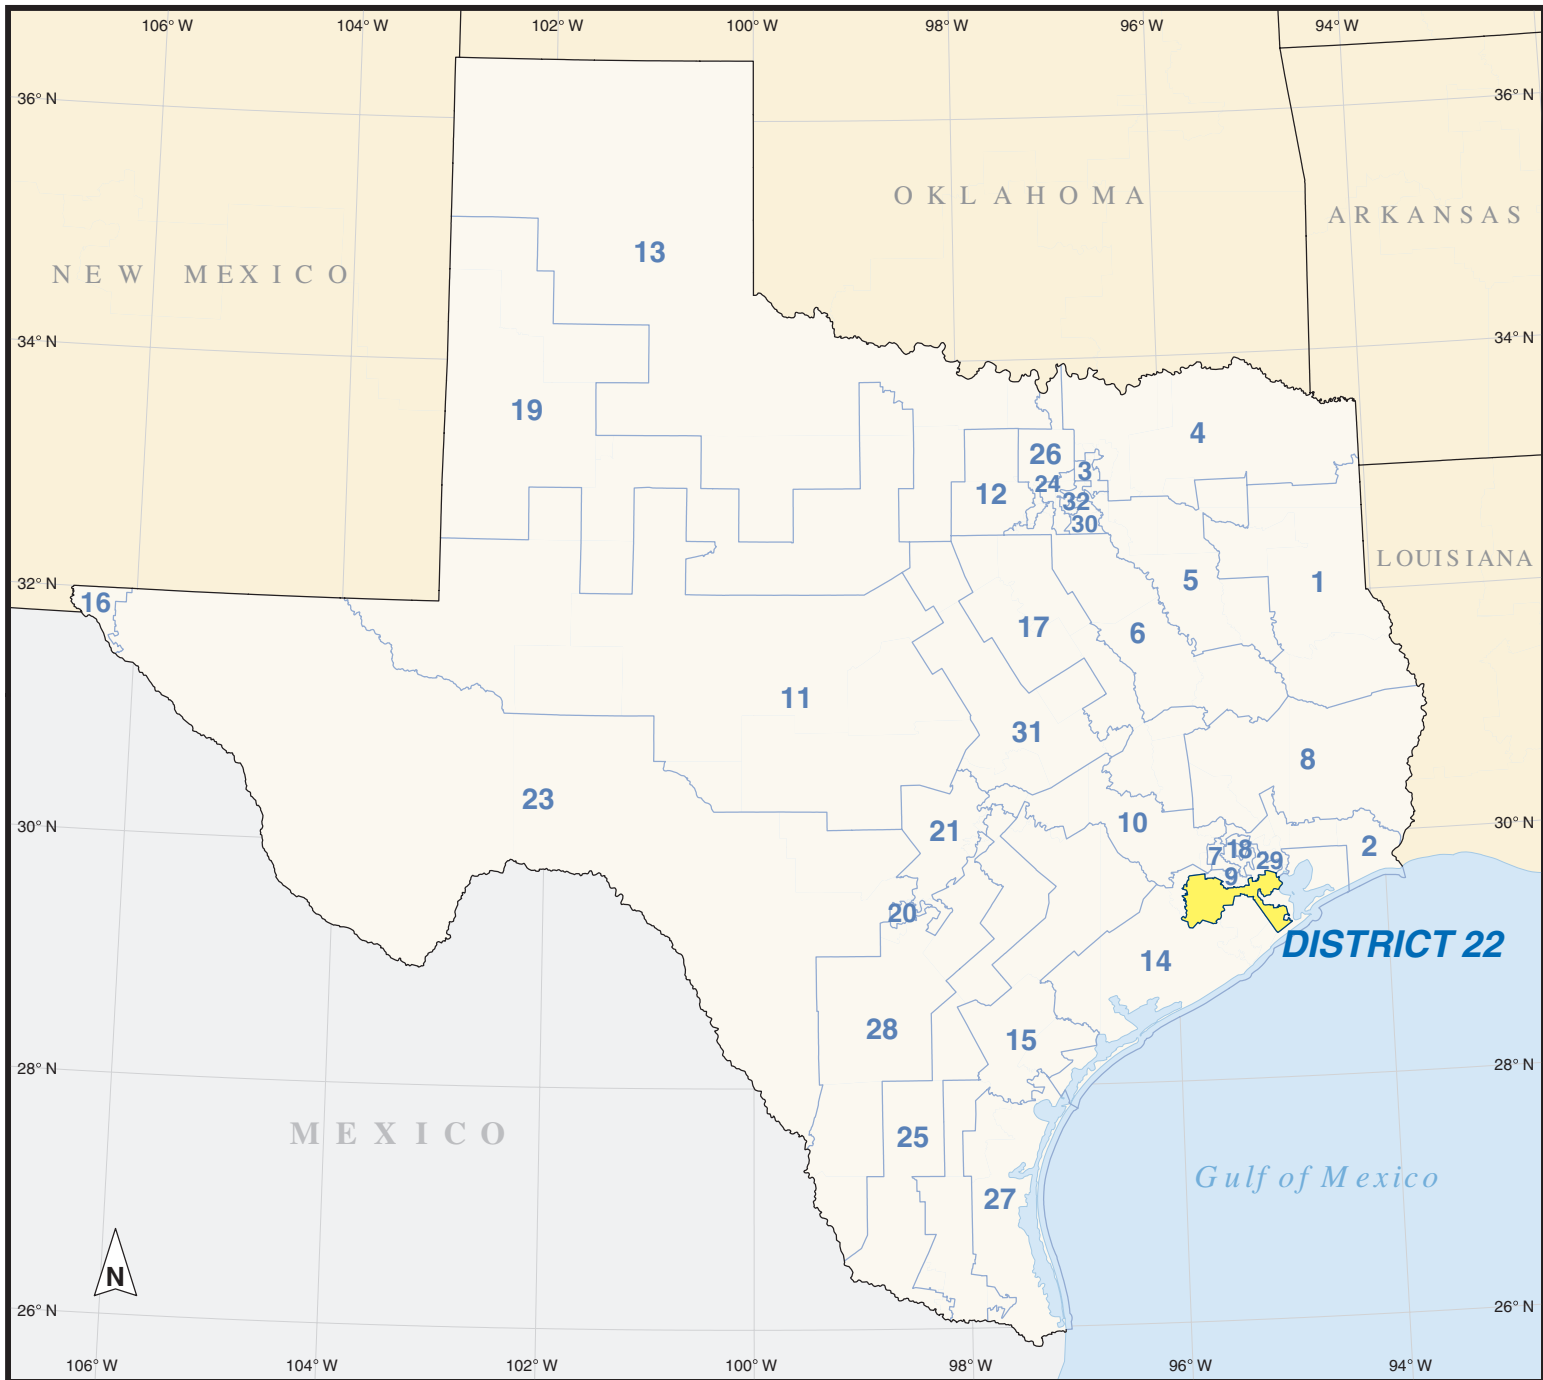 106° W 104° W 102° W 100° W 98° W 96° W 94° W
36° N 36° N
OKLAHOMA
ARKANSAS
13
NEW MEXICO
34° N 34° N
19
4
26
3
24
12
32
30
LOUISIANA
32° N 32° N
5
1
16
17
6
11
31
8
23
10
30° N 30° N
21
2
18
7
29
9
20
DISTRICT 22
14
28
15
28° N 28° N
MEXICO
25
Gulf of Mexico
27
N
26° N 26° N
106° W 104° W 102° W 100° W 98° W 96° W 94° W